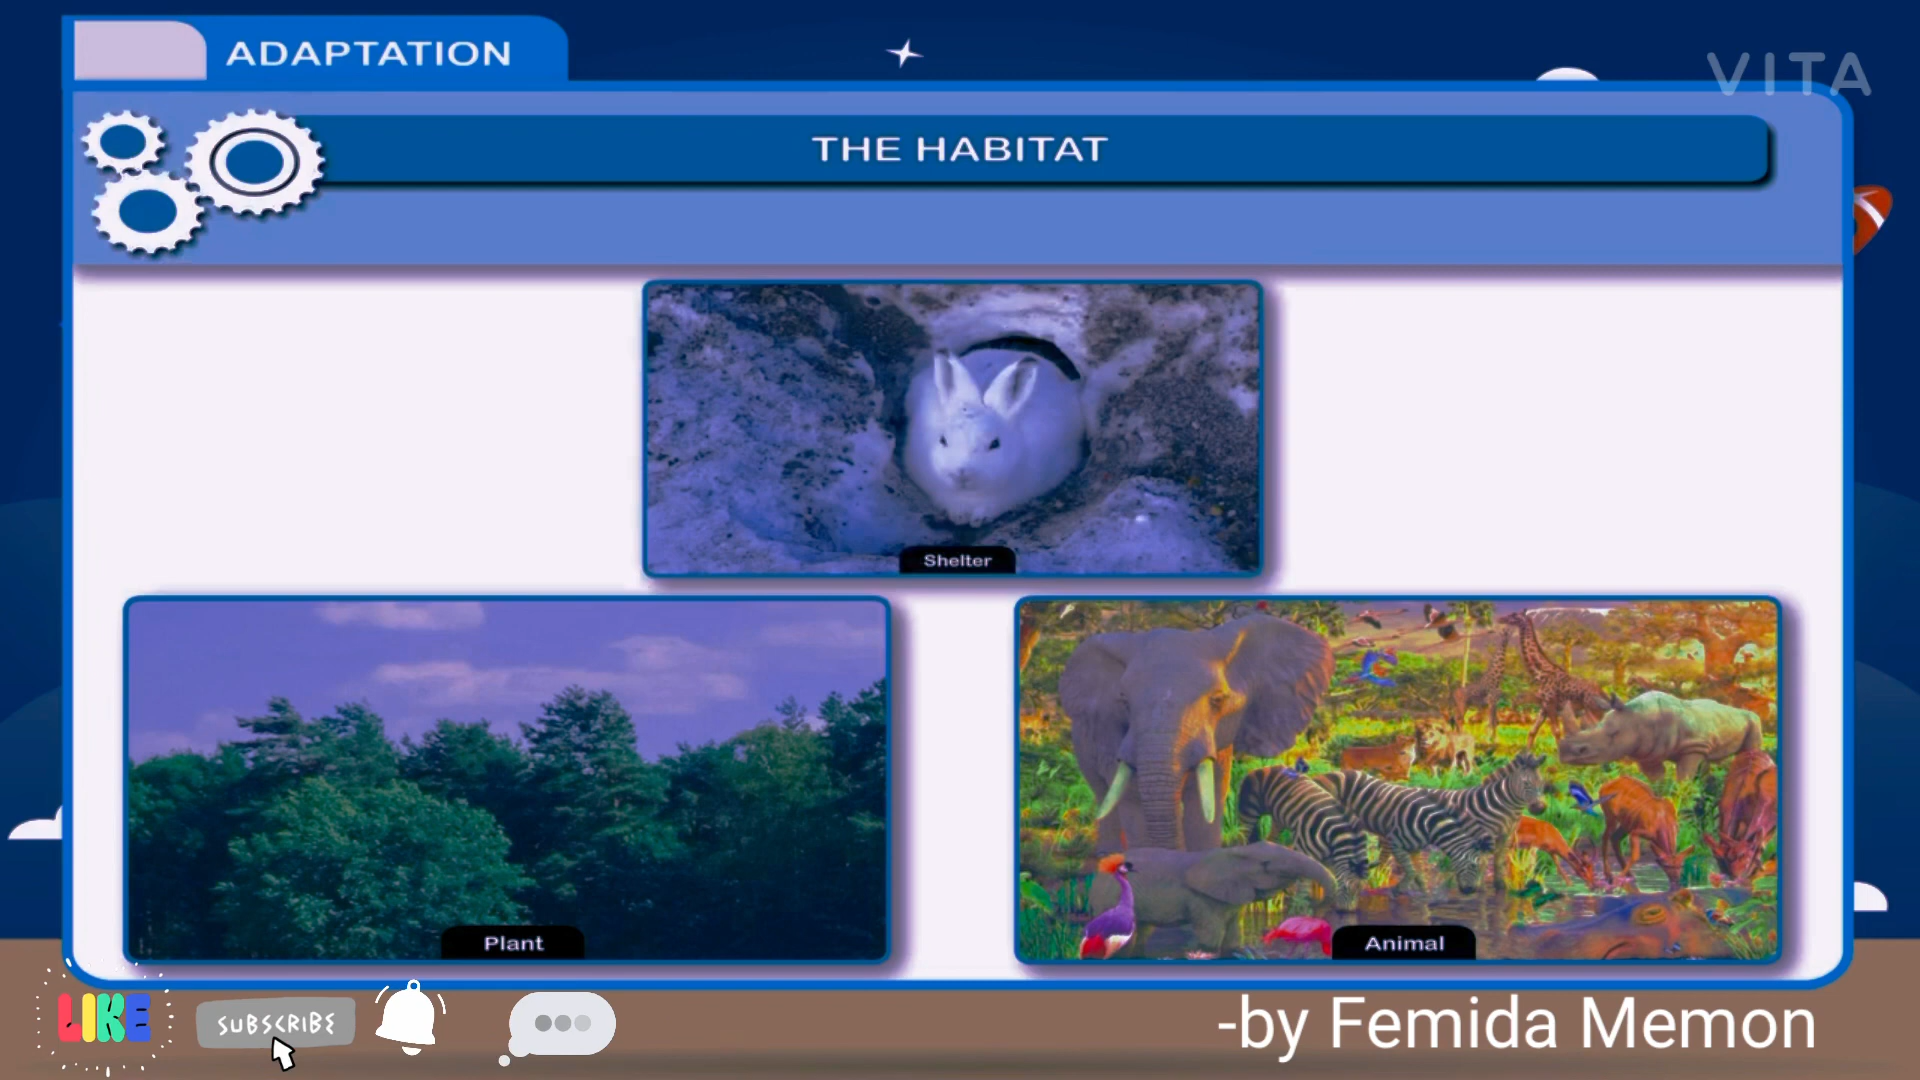 ADAPTATION
VITA
THE HABITAT
Shelter
Plant
Animal
LIKE
SUBSCRIBE
-by Femida Memon